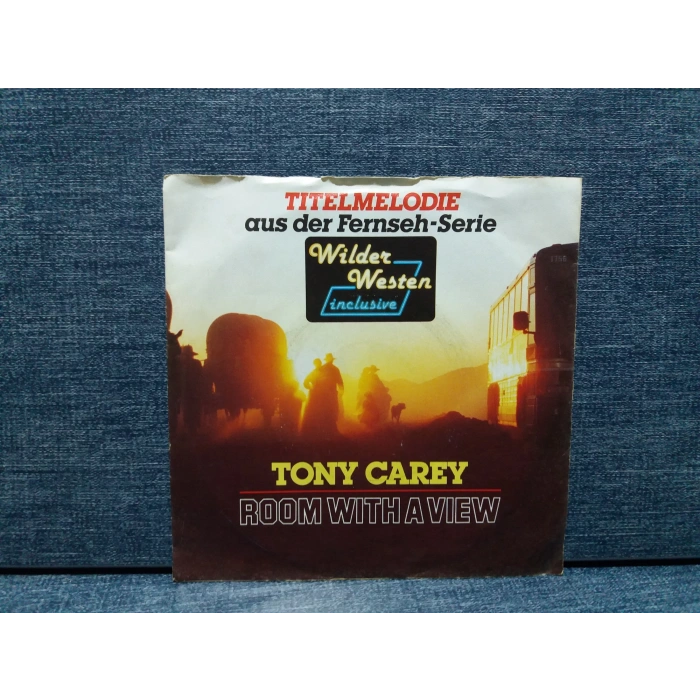 TITELMELODIE
aus der Fernseh-Serie
Wilder
Westen
inclusive
TONY CAREY
ROOM WITH A VIEW